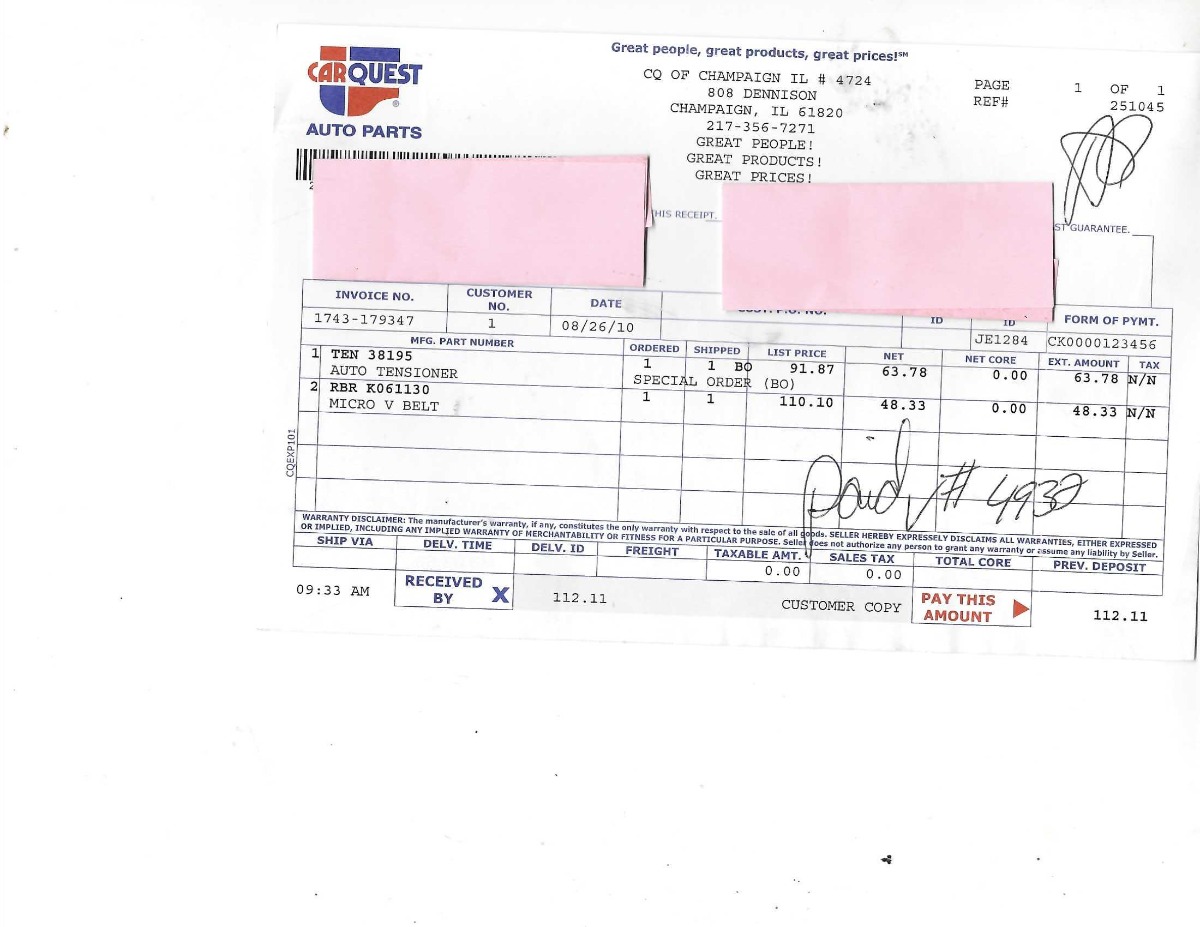 Great people, great products, great prices!SM
CARQUEST
AUTO PARTS
CQ OF CHAMPAIGN IL # 4724
808 DENNISON
CHAMPAIGN, IL 61820
217-356-7271
GREAT PEOPLE!
GREAT PRODUCTS!
GREAT PRICES!
PAGE 1 OF 1
REF# 251045
HIS RECEIPT.
ST GUARANTEE.
INVOICE NO. CUSTOMER NO. DATE ID ID FORM OF PYMT.
1743-179347 1 08/26/10 JE1284 CK0000123456
MFG. PART NUMBER ORDERED SHIPPED LIST PRICE NET NET CORE EXT. AMOUNT TAX
1 TEN 38195 1 1 BO 91.87 63.78 0.00 63.78 N/N
AUTO TENSIONER SPECIAL ORDER (BO)
2 RBR K061130 1 1 110.10 48.33 0.00 48.33 N/N
MICRO V BELT
CQEXP101
Paid # 4932
WARRANTY DISCLAIMER: The manufacturer's warranty, if any, constitutes the only warranty with respect to the sale of all goods. SELLER HEREBY EXPRESSLY DISCLAIMS ALL WARRANTIES, EITHER EXPRESSED
OR IMPLIED, INCLUDING ANY IMPLIED WARRANTY OF MERCHANTABILITY OR FITNESS FOR A PARTICULAR PURPOSE. Seller does not authorize any person to grant any warranty or assume any liability by Seller.
SHIP VIA DELV. TIME DELV. ID FREIGHT TAXABLE AMT. SALES TAX TOTAL CORE PREV. DEPOSIT
0.00 0.00
09:33 AM RECEIVED BY X 112.11 CUSTOMER COPY PAY THIS AMOUNT 112.11